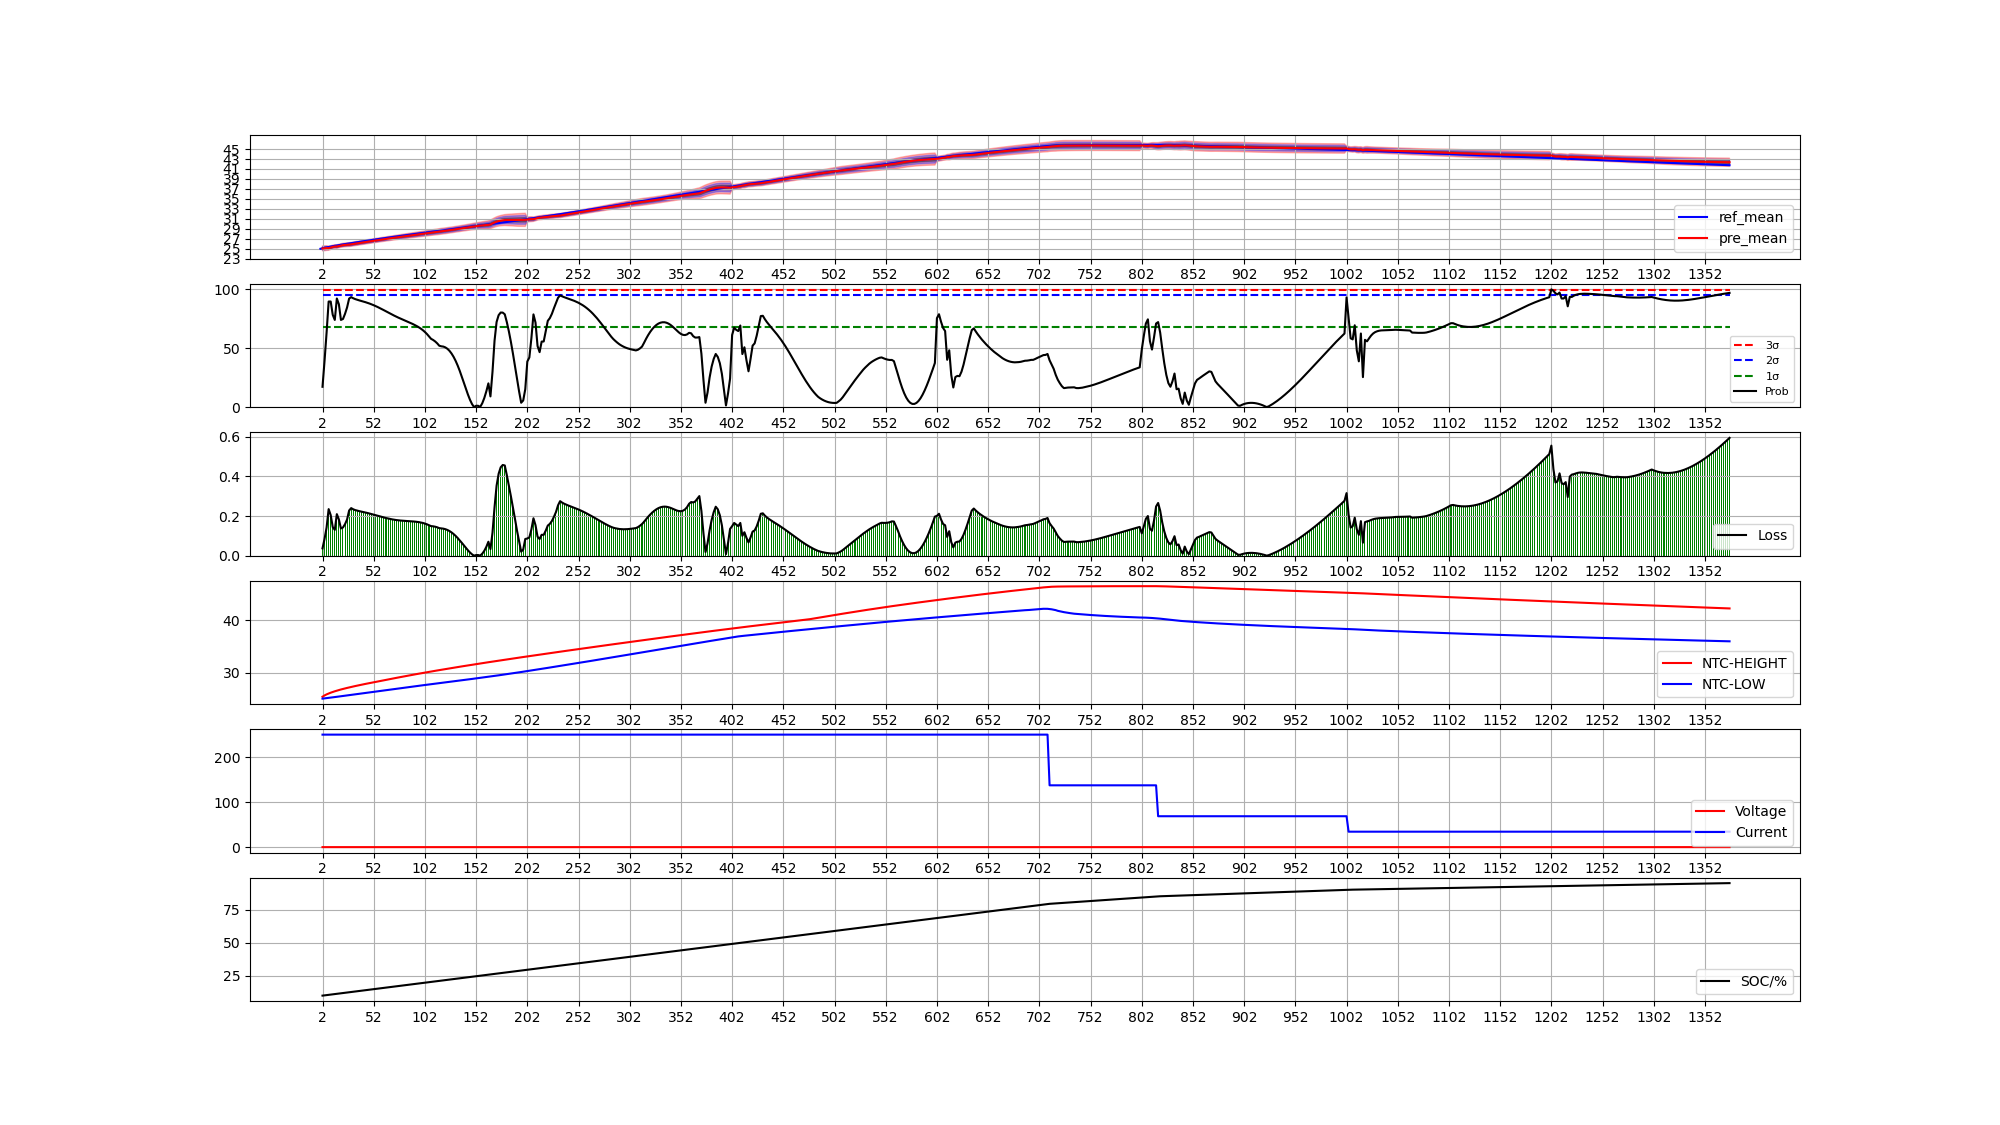 45
43
41
39
37
35
33
31
29
27
25
23
ref_mean
pre_mean
2 52 102 152 202 252 302 352 402 452 502 552 602 652 702 752 802 852 902 952 1002 1052 1102 1152 1202 1252 1302 1352
100
50
0
3σ
2σ
1σ
Prob
2 52 102 152 202 252 302 352 402 452 502 552 602 652 702 752 802 852 902 952 1002 1052 1102 1152 1202 1252 1302 1352
0.6
0.4
0.2
0.0
Loss
2 52 102 152 202 252 302 352 402 452 502 552 602 652 702 752 802 852 902 952 1002 1052 1102 1152 1202 1252 1302 1352
40
30
NTC-HEIGHT
NTC-LOW
2 52 102 152 202 252 302 352 402 452 502 552 602 652 702 752 802 852 902 952 1002 1052 1102 1152 1202 1252 1302 1352
200
100
0
Voltage
Current
2 52 102 152 202 252 302 352 402 452 502 552 602 652 702 752 802 852 902 952 1002 1052 1102 1152 1202 1252 1302 1352
75
50
25
SOC/%
2 52 102 152 202 252 302 352 402 452 502 552 602 652 702 752 802 852 902 952 1002 1052 1102 1152 1202 1252 1302 1352